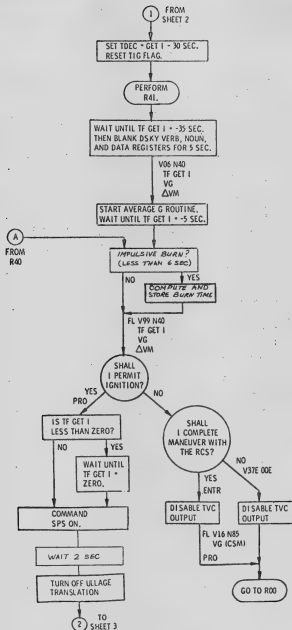 1
FROM
SHEET 2
SET TDEC = GET I - 30 SEC.
RESET TIG FLAG.
PERFORM
R41.
WAIT UNTIL TF GET I = -35 SEC.
THEN BLANK DSKY VERB, NOUN,
AND DATA REGISTERS FOR 5 SEC.
V06 N40
TF GET I
VG
ΔVM
START AVERAGE G ROUTINE,
WAIT UNTIL TF GET I = -5 SEC.
A
FROM
R40
IMPULSIVE BURN?
(LESS THAN 6 SEC)
NO
YES
COMPUTE AND
STORE BURN TIME
FL V99 N40
TF GET I
VG
ΔVM
SHALL
I PERMIT
IGNITION?
YES
PRO
NO
IS TF GET I
LESS THAN ZERO?
NO
YES
WAIT UNTIL
TF GET I =
ZERO.
COMMAND
SPS ON.
WAIT 2 SEC
TURN OFF ULLAGE
TRANSLATION
2
TO
SHEET 3
SHALL
I COMPLETE
MANEUVER WITH
THE RCS?
NO
V37E 00E
YES
ENTR
DISABLE TVC
OUTPUT
DISABLE TVC
OUTPUT
FL V16 N85
VG (CSM)
PRO
GO TO R00